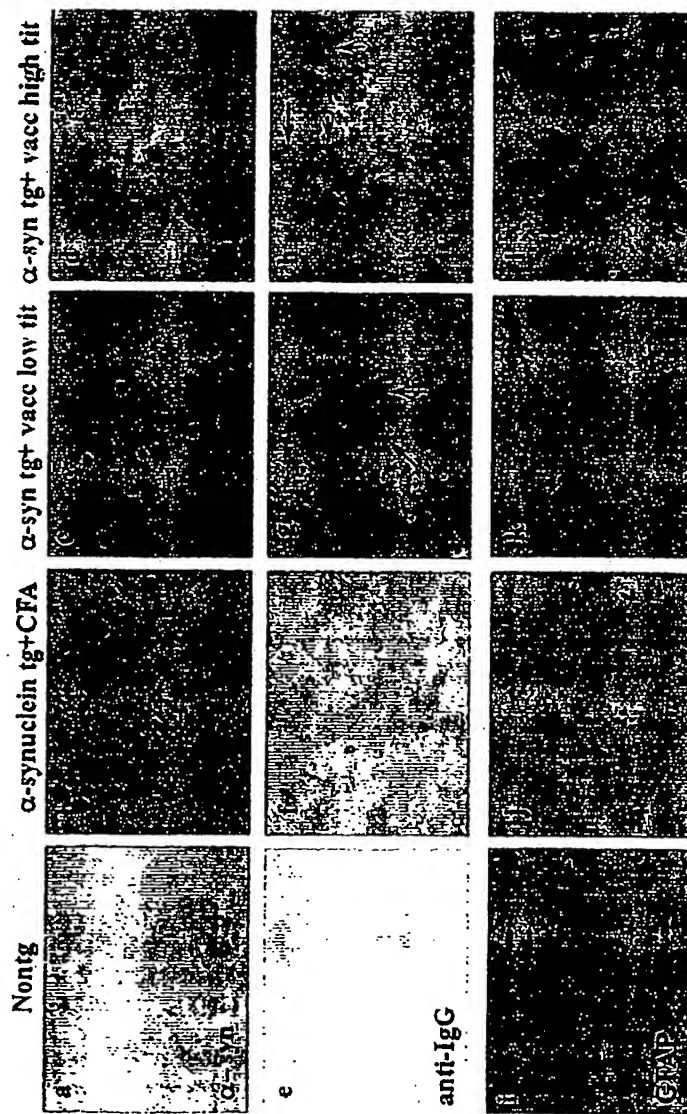 Nontg
α-synuclein tg+CFA
α-syn tg+ vacc low tit
α-syn tg+ vacc high tit
a
c
α-syn
e
g
anti-IgG
GFAP